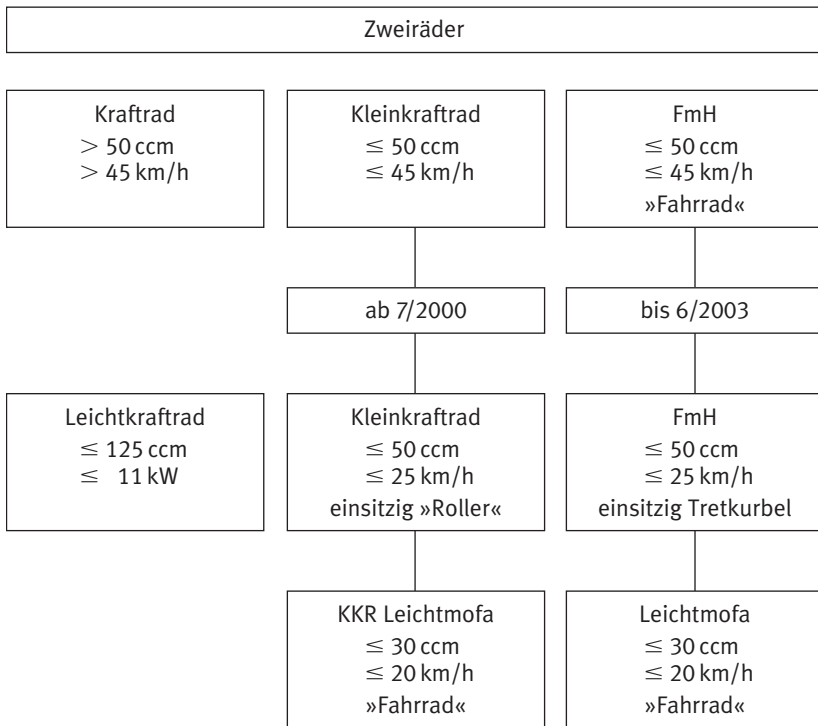 Zweiräder
Kraftrad
> 50 ccm
> 45 km/h
Kleinkraftrad
≤ 50 ccm
≤ 45 km/h
FmH
≤ 50 ccm
≤ 45 km/h
»Fahrrad«
ab 7/2000
bis 6/2003
Leichtkraftrad
≤ 125 ccm
≤ 11 kW
Kleinkraftrad
≤ 50 ccm
≤ 25 km/h
einsitzig »Roller«
FmH
≤ 50 ccm
≤ 25 km/h
einsitzig Tretkurbel
KKR Leichtmofa
≤ 30 ccm
≤ 20 km/h
»Fahrrad«
Leichtmofa
≤ 30 ccm
≤ 20 km/h
»Fahrrad«